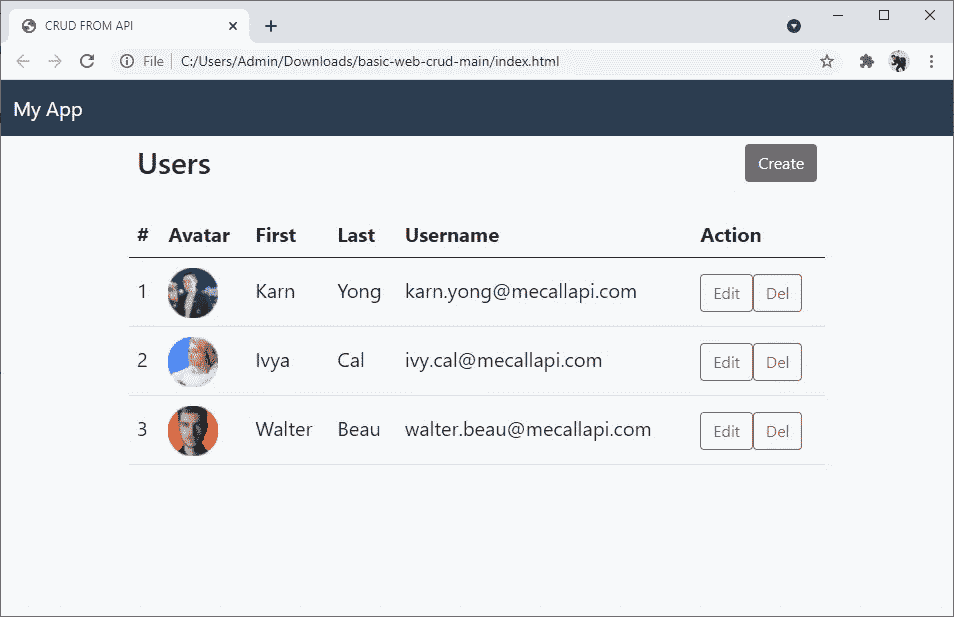 CRUD FROM API
File C:/Users/Admin/Downloads/basic-web-crud-main/index.html
My App
Users Create
# Avatar First Last Username Action
1 Karn Yong karn.yong@mecallapi.com Edit Del
2 Ivya Cal ivy.cal@mecallapi.com Edit Del
3 Walter Beau walter.beau@mecallapi.com Edit Del